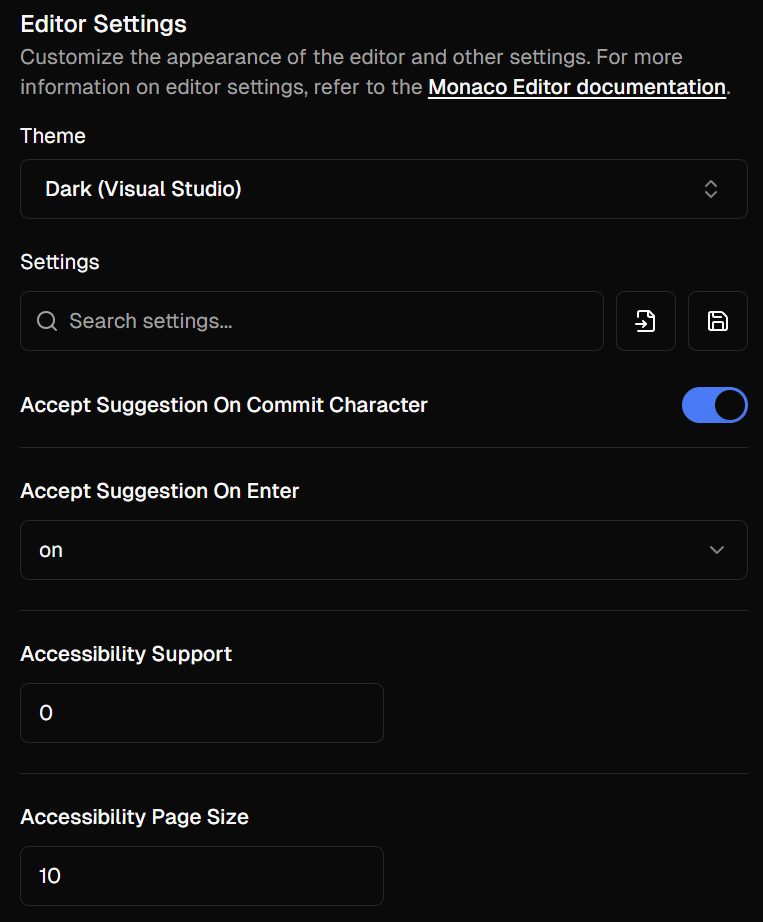 Editor Settings
Customize the appearance of the editor and other settings. For more
information on editor settings, refer to the Monaco Editor documentation.
Theme
Dark (Visual Studio)
Settings
Search settings...
Accept Suggestion On Commit Character
Accept Suggestion On Enter
on
Accessibility Support
0
Accessibility Page Size
10